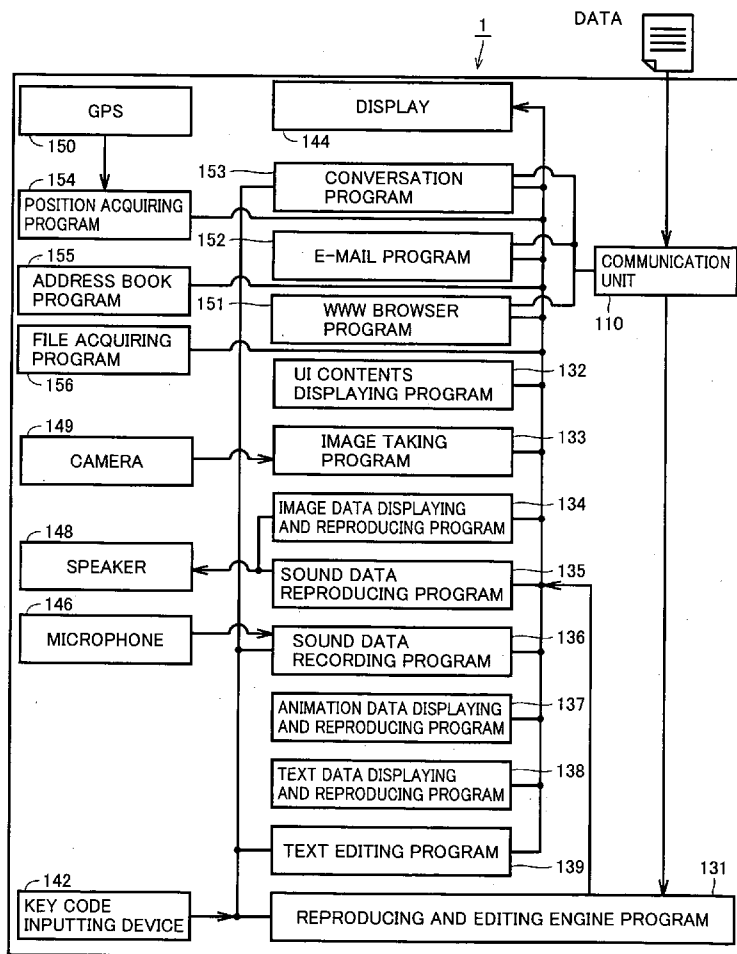 DATA
1
GPS
150
DISPLAY
144
154
POSITION ACQUIRING
PROGRAM
153
CONVERSATION
PROGRAM
155
ADDRESS BOOK
PROGRAM
152
E-MAIL PROGRAM
COMMUNICATION
UNIT
110
151
WWW BROWSER
PROGRAM
FILE ACQUIRING
PROGRAM
156
UI CONTENTS
DISPLAYING PROGRAM
132
149
CAMERA
IMAGE TAKING
PROGRAM
133
IMAGE DATA DISPLAYING
AND REPRODUCING PROGRAM
134
148
SPEAKER
SOUND DATA
REPRODUCING PROGRAM
135
146
MICROPHONE
SOUND DATA
RECORDING PROGRAM
136
ANIMATION DATA DISPLAYING
AND REPRODUCING PROGRAM
137
TEXT DATA DISPLAYING
AND REPRODUCING PROGRAM
138
TEXT EDITING PROGRAM
139
142
KEY CODE
INPUTTING DEVICE
131
REPRODUCING AND EDITING ENGINE PROGRAM